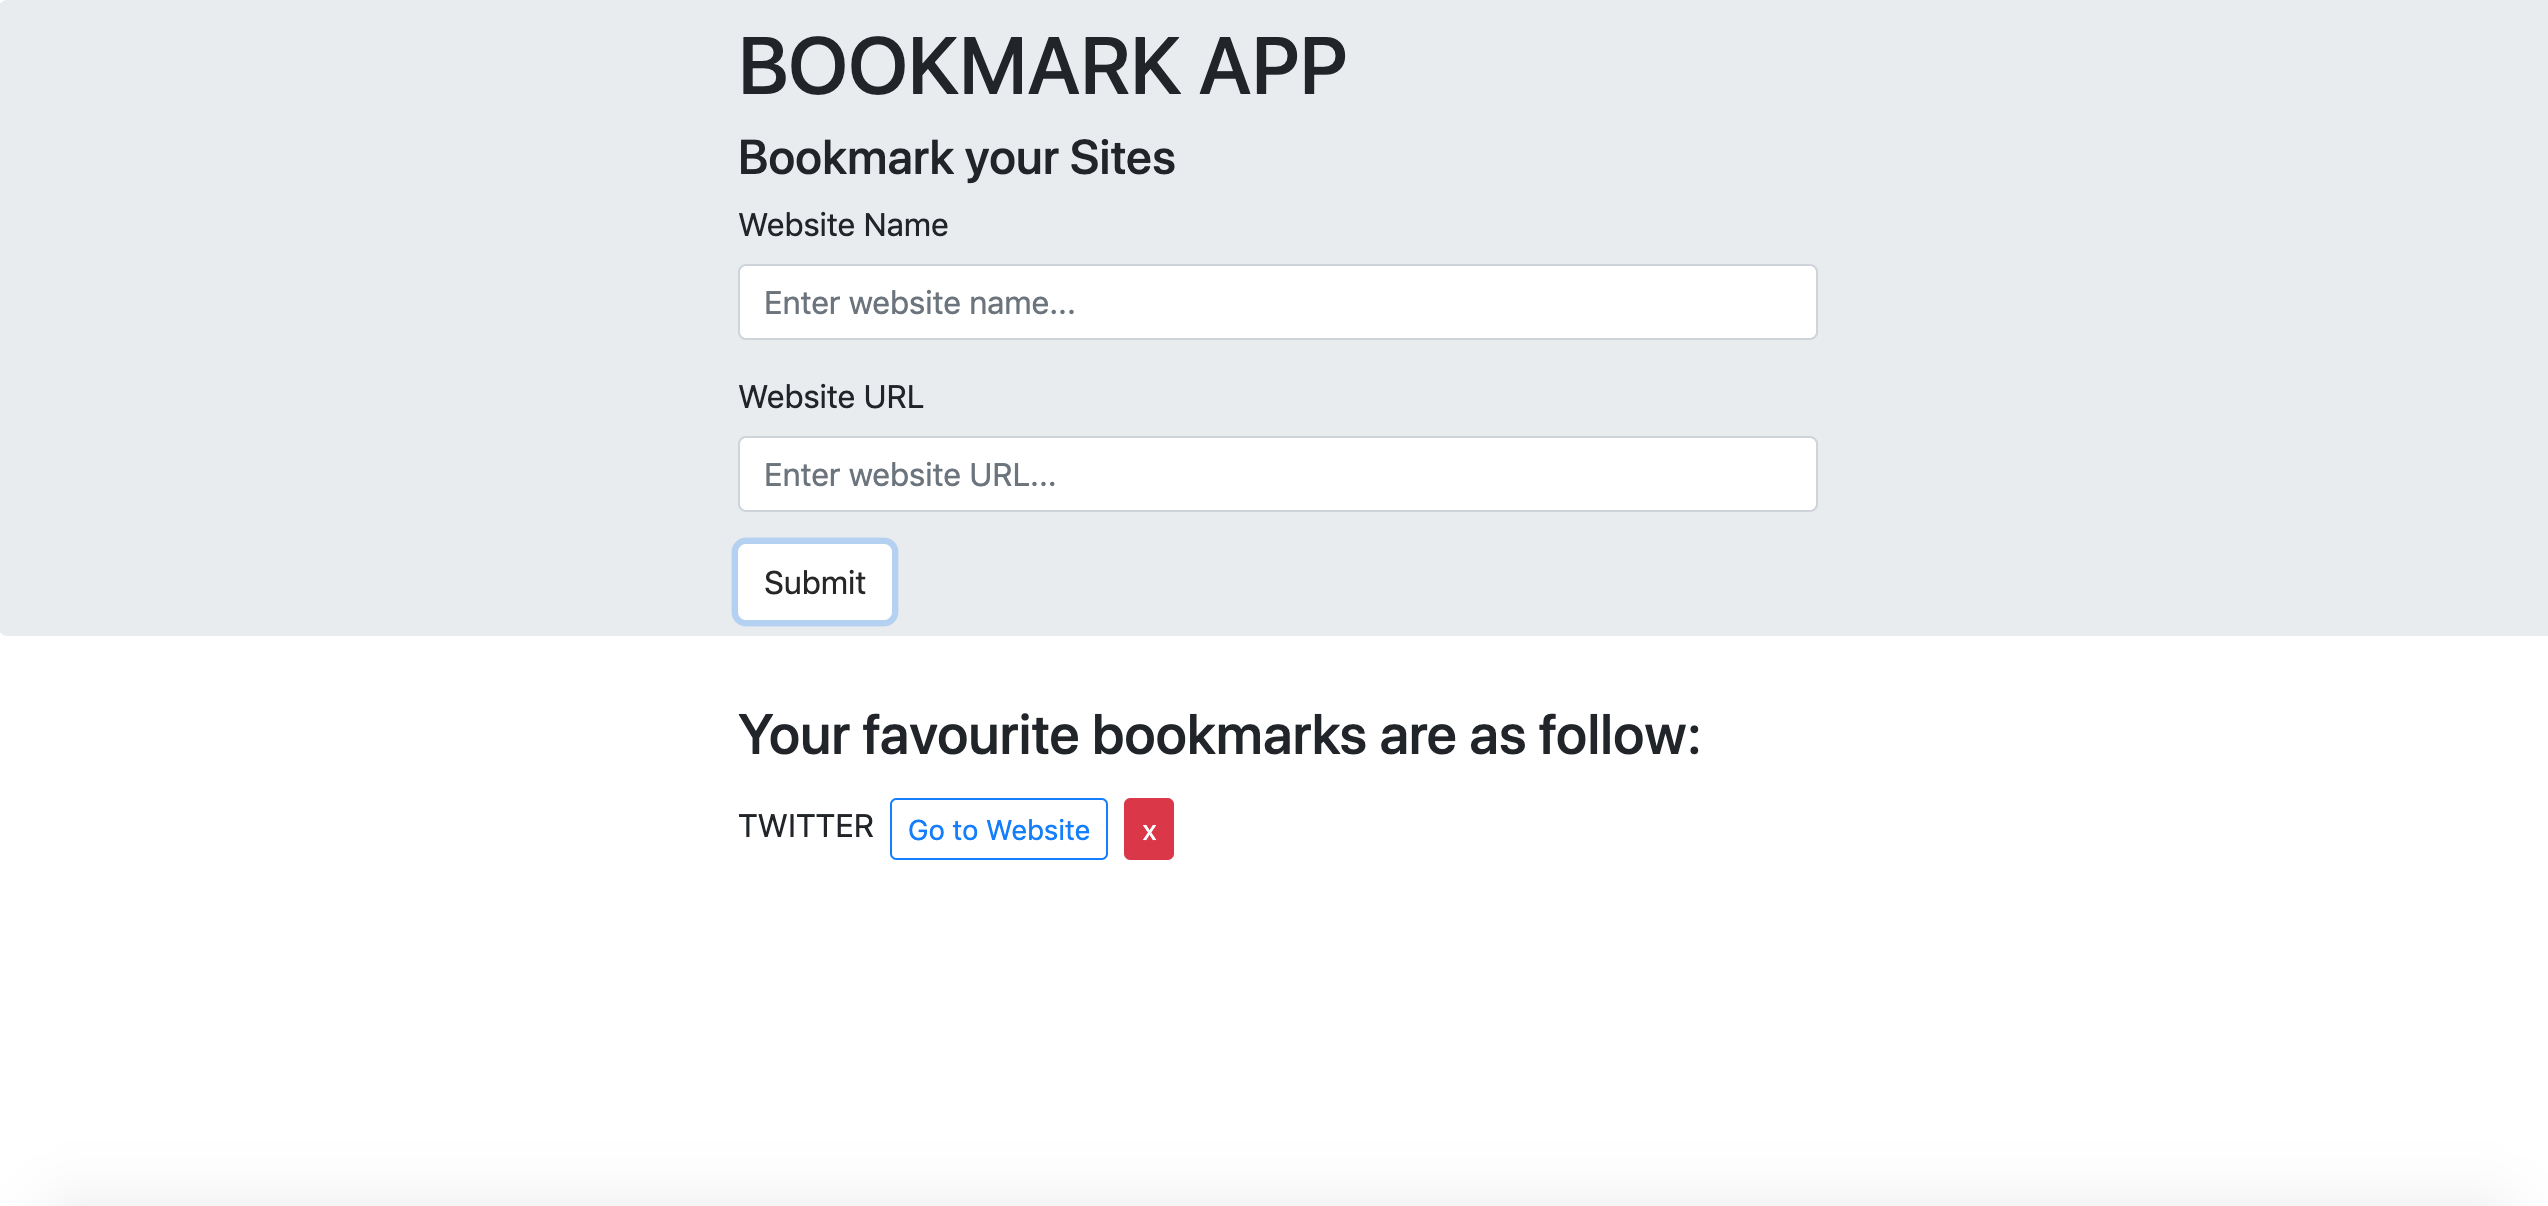 BOOKMARK APP
Bookmark your Sites
Website Name
Enter website name...
Website URL
Enter website URL...
Submit
Your favourite bookmarks are as follow:
TWITTER Go to Website x